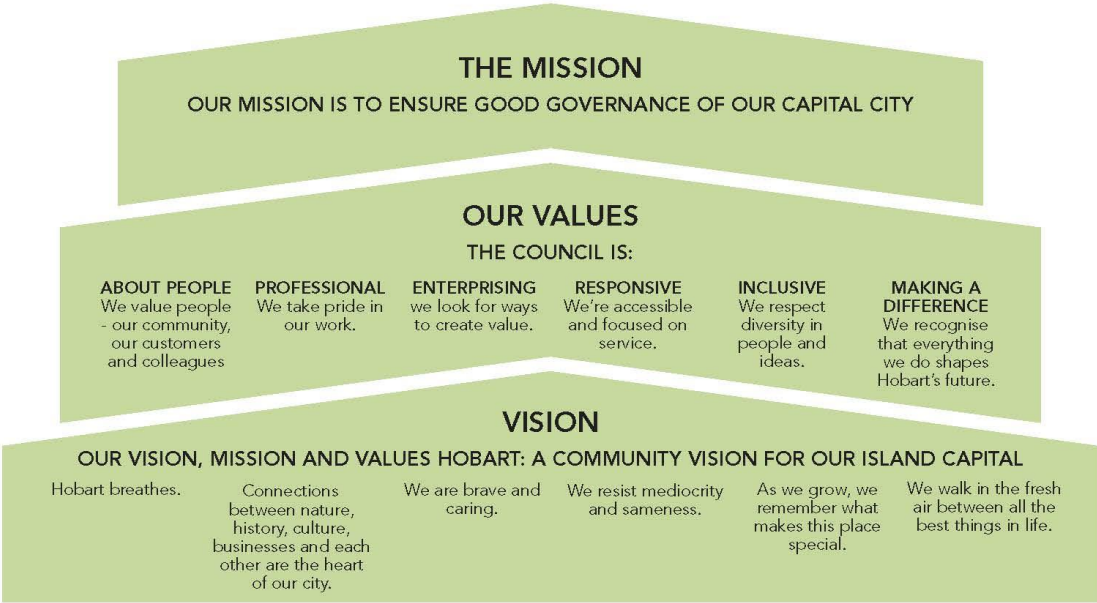 THE MISSION
OUR MISSION IS TO ENSURE GOOD GOVERNANCE OF OUR CAPITAL CITY
OUR VALUES
THE COUNCIL IS:
ABOUT PEOPLE
We value people
- our community,
our customers
and colleagues
PROFESSIONAL
We take pride in
our work.
ENTERPRISING
we look for ways
to create value.
RESPONSIVE
We're accessible
and focused on
service.
INCLUSIVE
We respect
diversity in
people and
ideas.
MAKING A
DIFFERENCE
We recognise
that everything
we do shapes
Hobart's future.
VISION
OUR VISION, MISSION AND VALUES HOBART: A COMMUNITY VISION FOR OUR ISLAND CAPITAL
Hobart breathes.
Connections
between nature,
history, culture,
businesses and each
other are the heart
of our city.
We are brave and
caring.
We resist mediocrity
and sameness.
As we grow, we
remember what
makes this place
special.
We walk in the fresh
air between all the
best things in life.